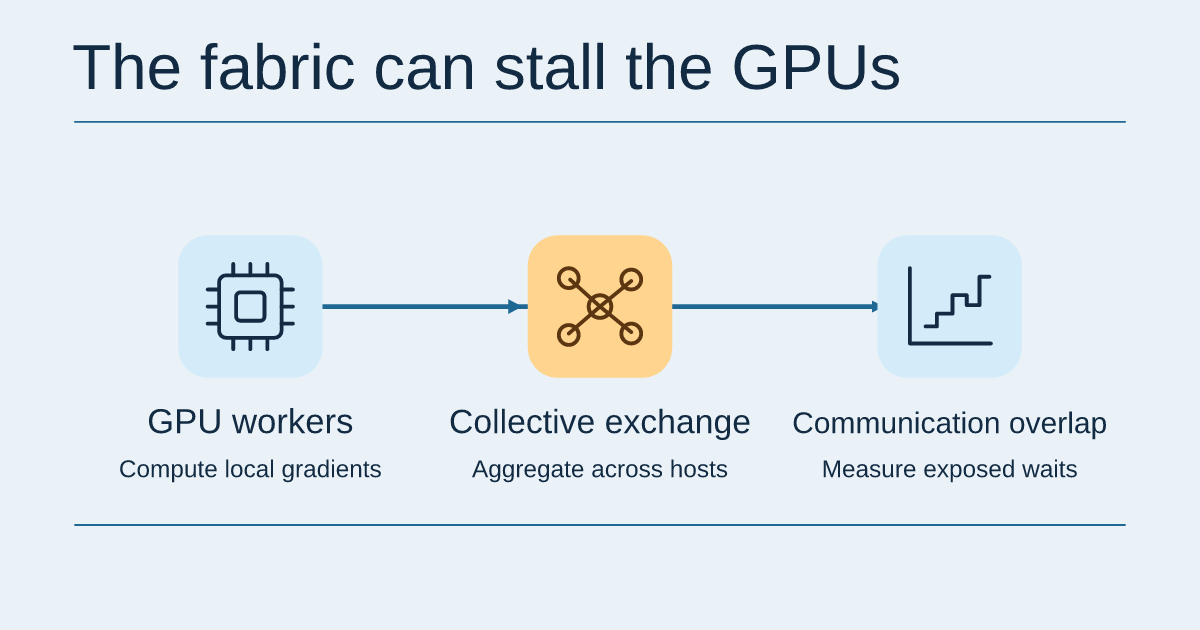 The fabric can stall the GPUs
GPU workers
Compute local gradients
Collective exchange
Aggregate across hosts
Communication overlap
Measure exposed waits